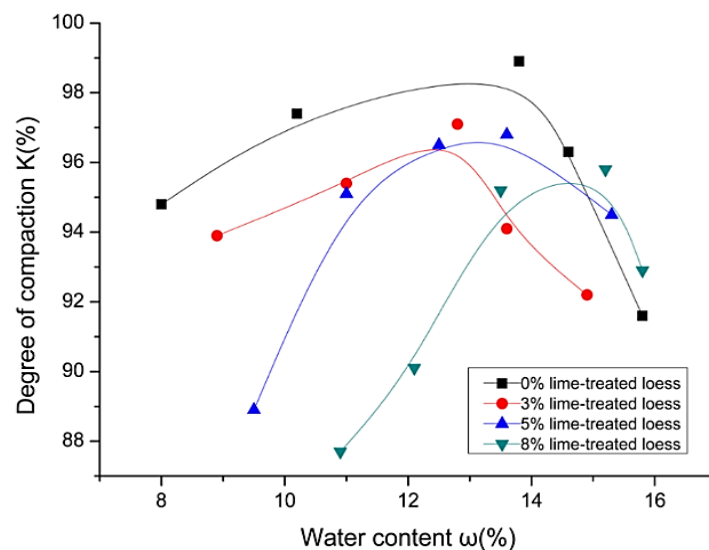 Degree of compaction K(%)
100
98
96
94
92
90
88
8
10
12
14
16
Water content ω(%)
0% lime-treated loess
3% lime-treated loess
5% lime-treated loess
8% lime-treated loess